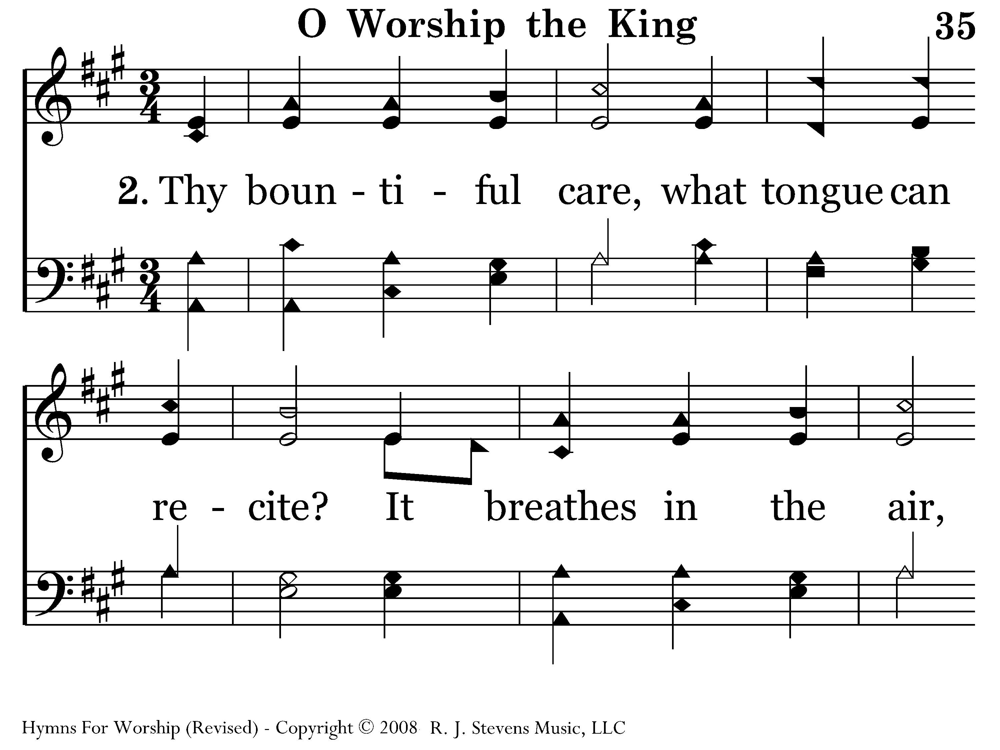 O Worship the King 35
2. Thy boun - ti - ful care, what tongue can
re - cite? It breathes in the air,
Hymns For Worship (Revised) - Copyright © 2008 R. J. Stevens Music, LLC